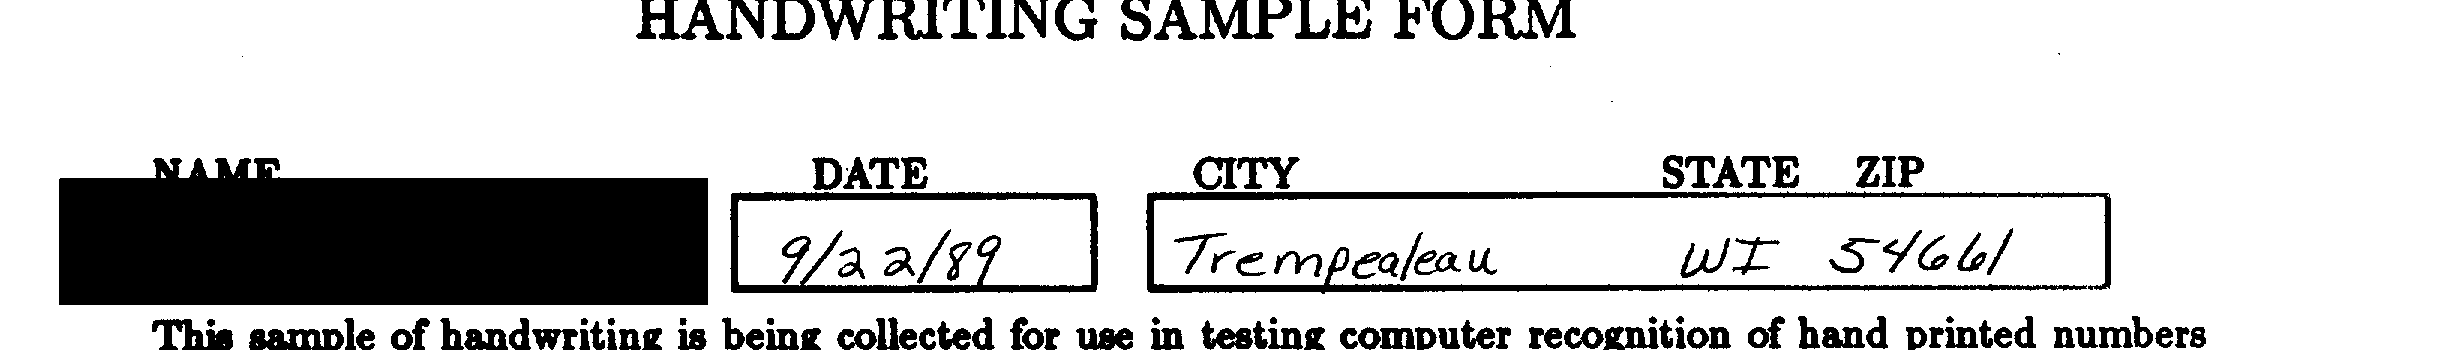 HANDWRITING SAMPLE FORM
NAME DATE CITY STATE ZIP
9/22/89 Trempealeau WI 54661
This sample of handwriting is being collected for use in testing computer recognition of hand printed numbers